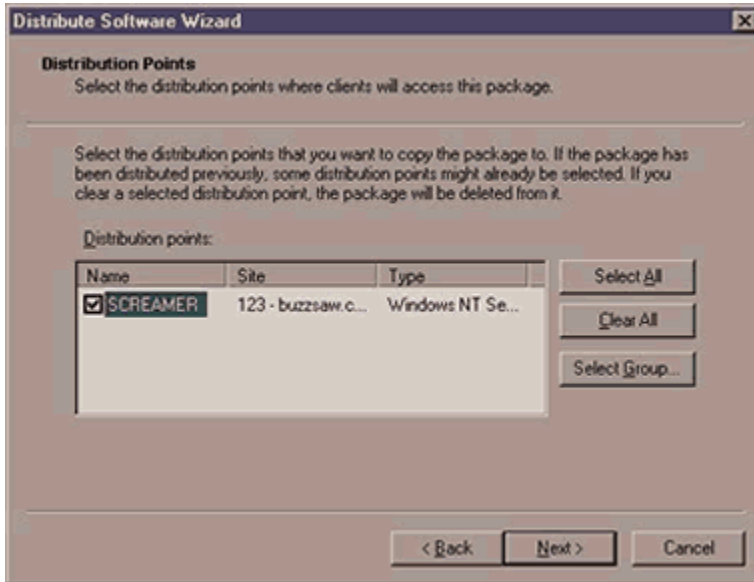 Distribute Software Wizard
Distribution Points
Select the distribution points where clients will access this package.
Select the distribution points that you want to copy the package to. If the package has
been distributed previously, some distribution points might already be selected. If you
clear a selected distribution point, the package will be deleted from it.
Distribution points:
Name Site Type
SCREAMER 123 - buzzsaw.c... Windows NT Se...
Select All
Clear All
Select Group...
< Back Next > Cancel